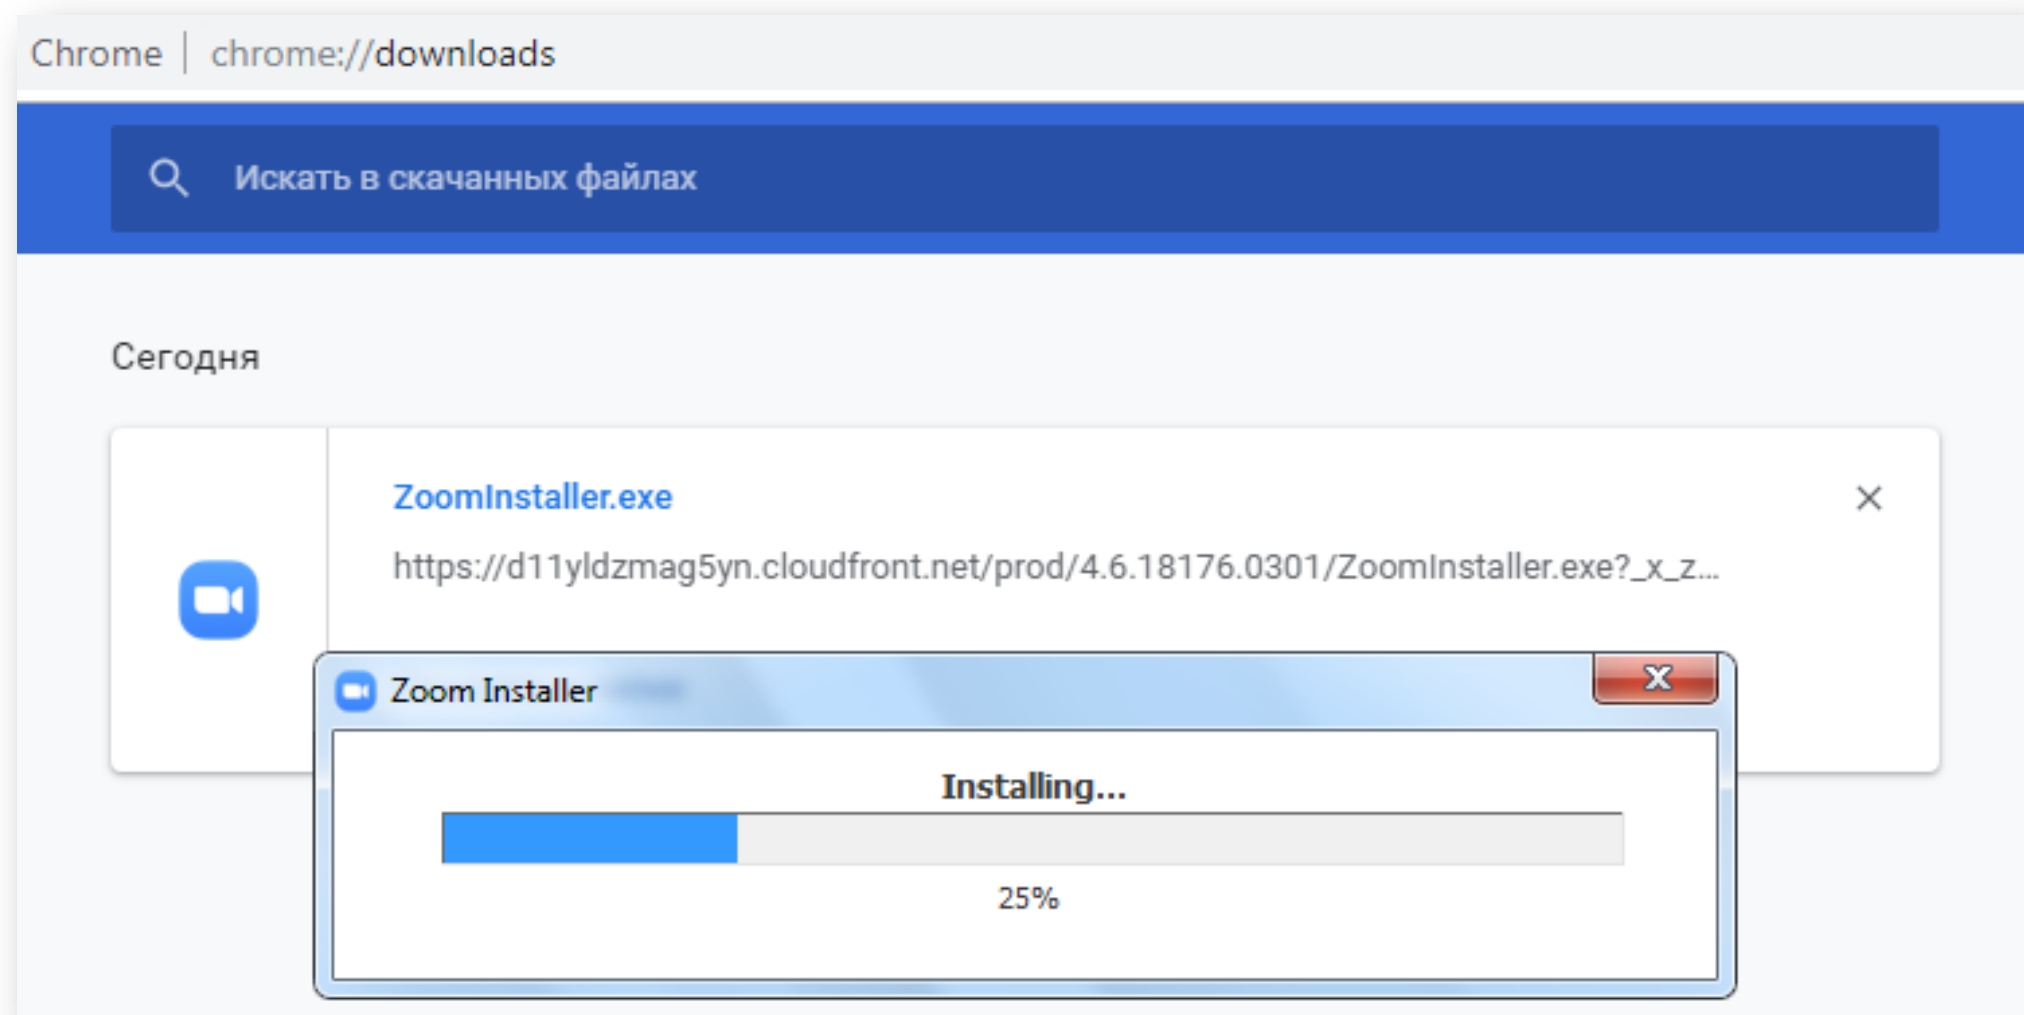 Chrome | chrome://downloads
Искать в скачанных файлах
Сегодня
ZoomInstaller.exe
https://d11yldzmag5yn.cloudfront.net/prod/4.6.18176.0301/ZoomInstaller.exe?_x_z...
Zoom Installer
Installing...
25%